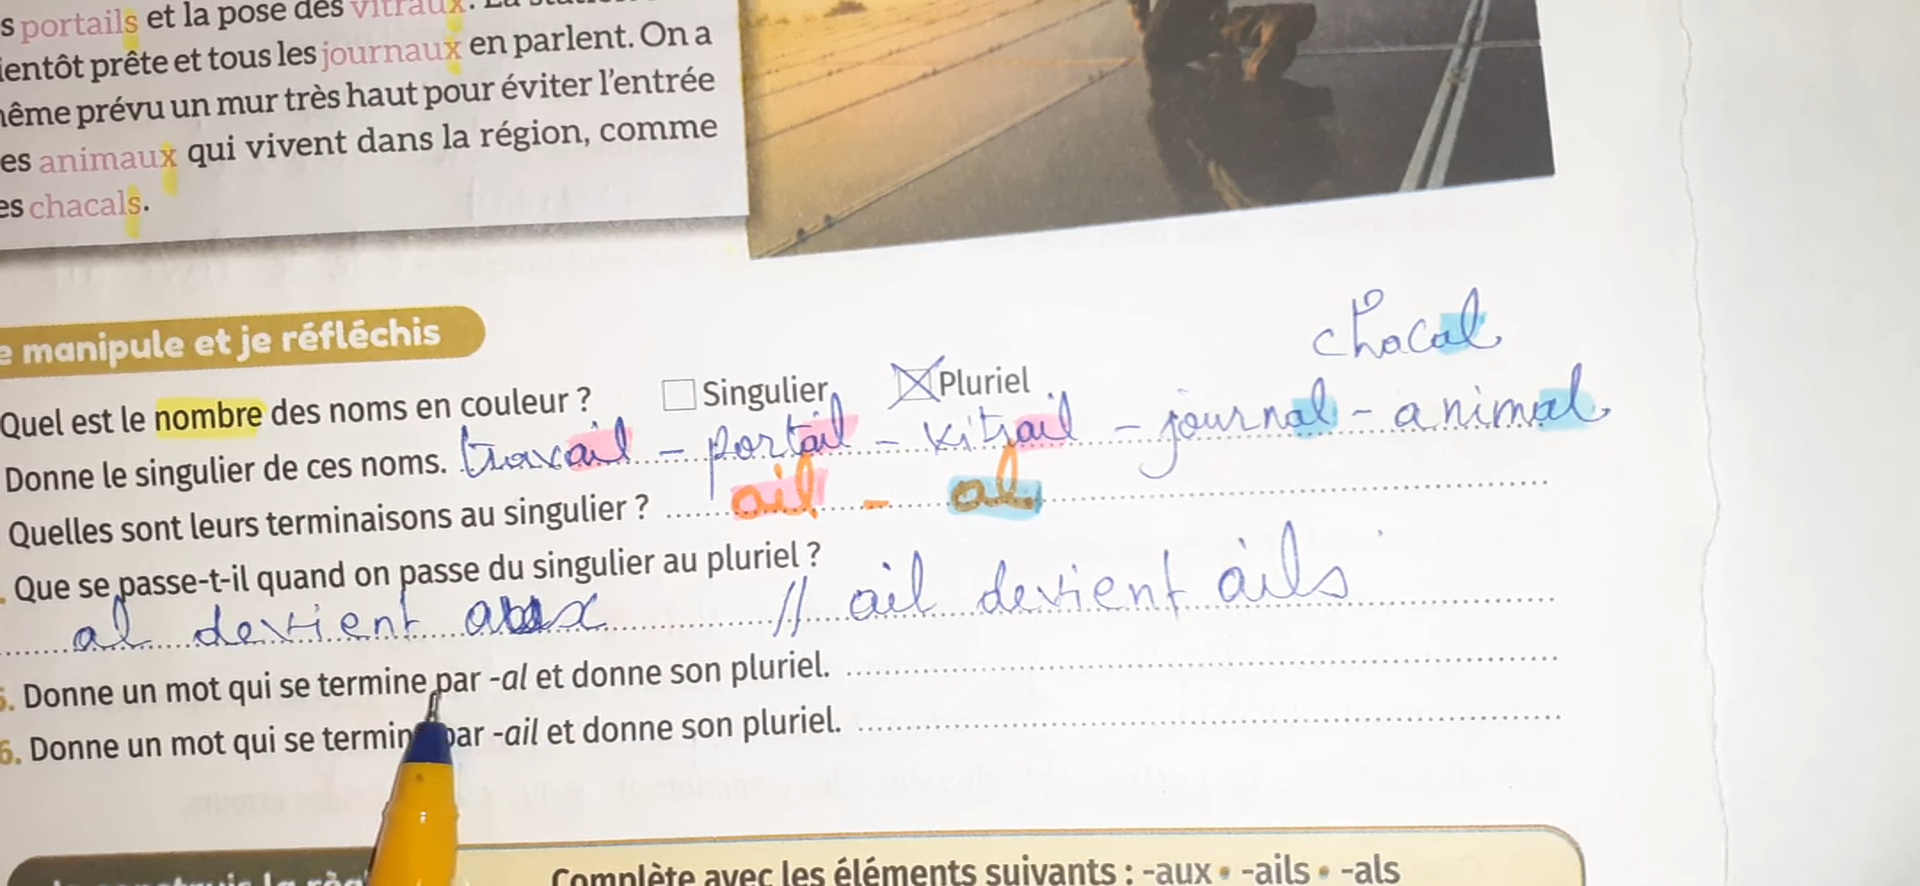 s portails et la pose des vitraux.
ientôt prête et tous les journaux en parlent. On a
ême prévu un mur très haut pour éviter l'entrée
es animaux qui vivent dans la région, comme
es chacals.
e manipule et je réfléchis
chacal
Quel est le nombre des noms en couleur ? Singulier Pluriel
Donne le singulier de ces noms. travail - portail - vitrail - journal - animal
Quelles sont leurs terminaisons au singulier ? ail - al
. Que se passe-t-il quand on passe du singulier au pluriel ?
al devient aux // ail devient ails
5. Donne un mot qui se termine par -al et donne son pluriel.
6. Donne un mot qui se termin par -ail et donne son pluriel.
Complète avec les éléments suivants : -aux • -ails • -als